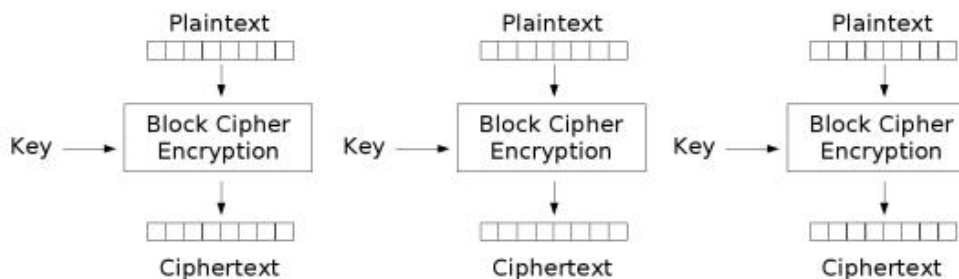 Plaintext Plaintext Plaintext
Block Cipher Block Cipher Block Cipher
Key Encryption Key Encryption Key Encryption
Ciphertext Ciphertext Ciphertext